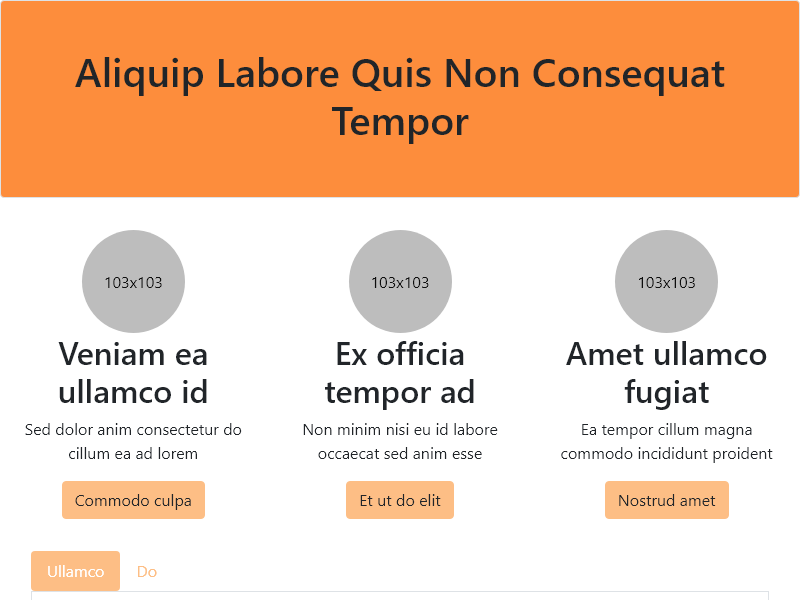 Aliquip Labore Quis Non Consequat
Tempor
103x103
103x103
103x103
Veniam ea
ullamco id
Ex officia
tempor ad
Amet ullamco
fugiat
Sed dolor anim consectetur do
cillum ea ad lorem
Non minim nisi eu id labore
occaecat sed anim esse
Ea tempor cillum magna
commodo incididunt proident
Commodo culpa
Et ut do elit
Nostrud amet
Ullamco
Do